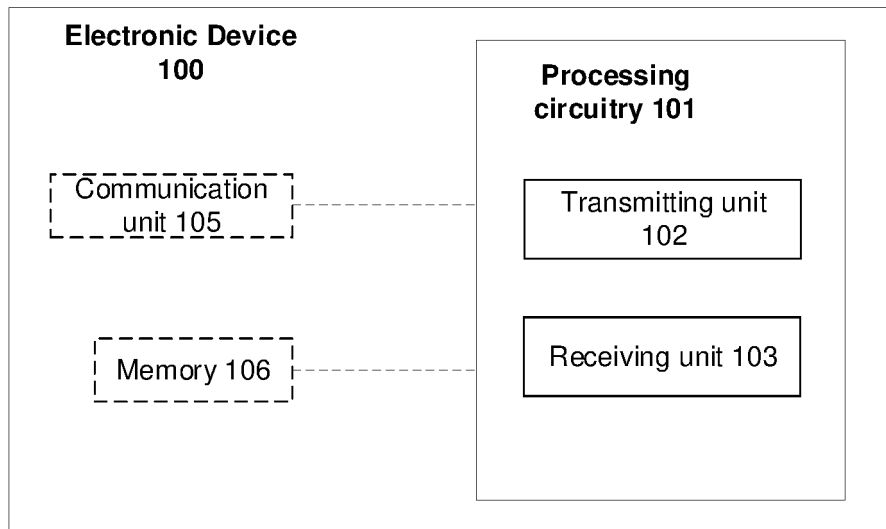 Electronic Device
100
Processing
circuitry 101
Communication
unit 105
Transmitting unit
102
Memory 106
Receiving unit 103